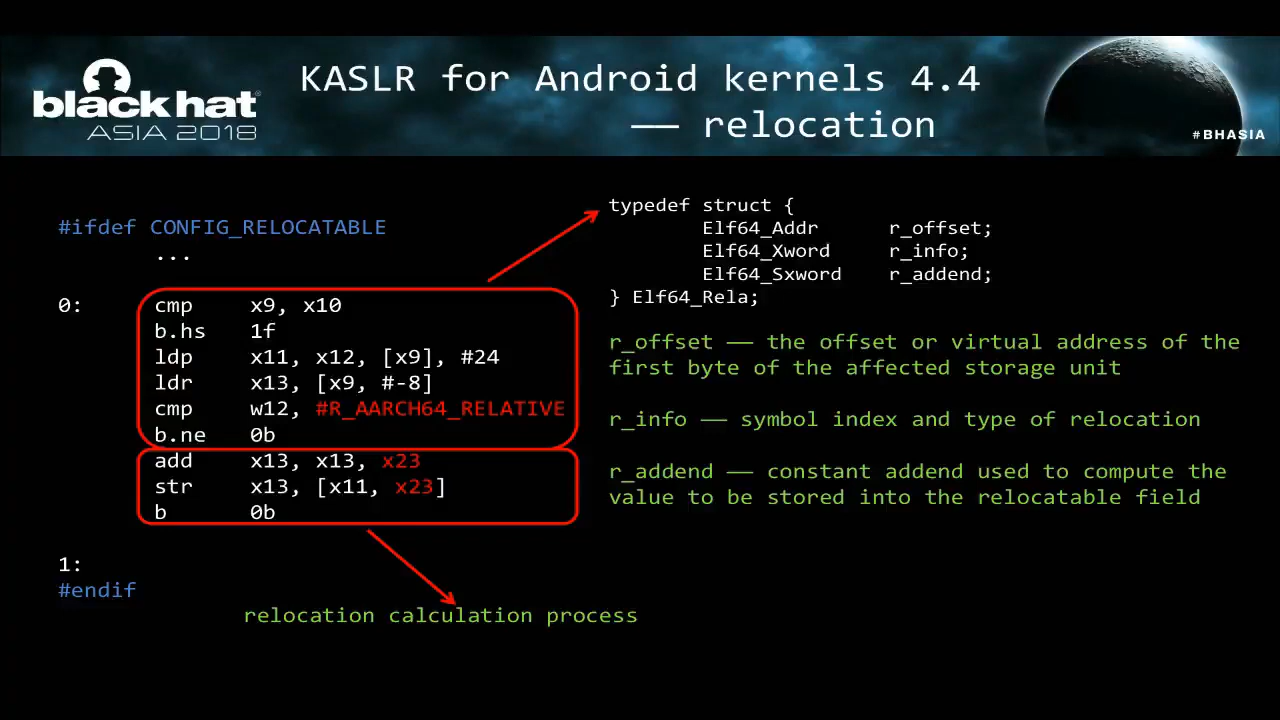 black hat
ASIA 2018
KASLR for Android kernels 4.4
—— relocation
#BHASIA
#ifdef CONFIG_RELOCATABLE
...
0: cmp x9, x10
b.hs 1f
ldp x11, x12, [x9], #24
ldr x13, [x9, #-8]
cmp w12, #R_AARCH64_RELATIVE
b.ne 0b
add x13, x13, x23
str x13, [x11, x23]
b 0b
1:
#endif
relocation calculation process
typedef struct {
Elf64_Addr r_offset;
Elf64_Xword r_info;
Elf64_Sxword r_addend;
} Elf64_Rela;
r_offset —— the offset or virtual address of the
first byte of the affected storage unit
r_info —— symbol index and type of relocation
r_addend —— constant addend used to compute the
value to be stored into the relocatable field